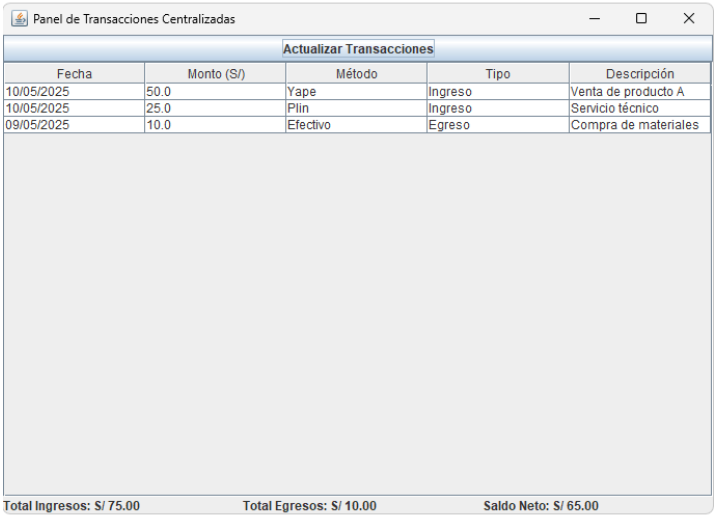 Panel de Transacciones Centralizadas
Actualizar Transacciones
Fecha Monto (S/) Método Tipo Descripción
10/05/2025 50.0 Yape Ingreso Venta de producto A
10/05/2025 25.0 Plin Ingreso Servicio técnico
09/05/2025 10.0 Efectivo Egreso Compra de materiales
Total Ingresos: S/ 75.00 Total Egresos: S/ 10.00 Saldo Neto: S/ 65.00